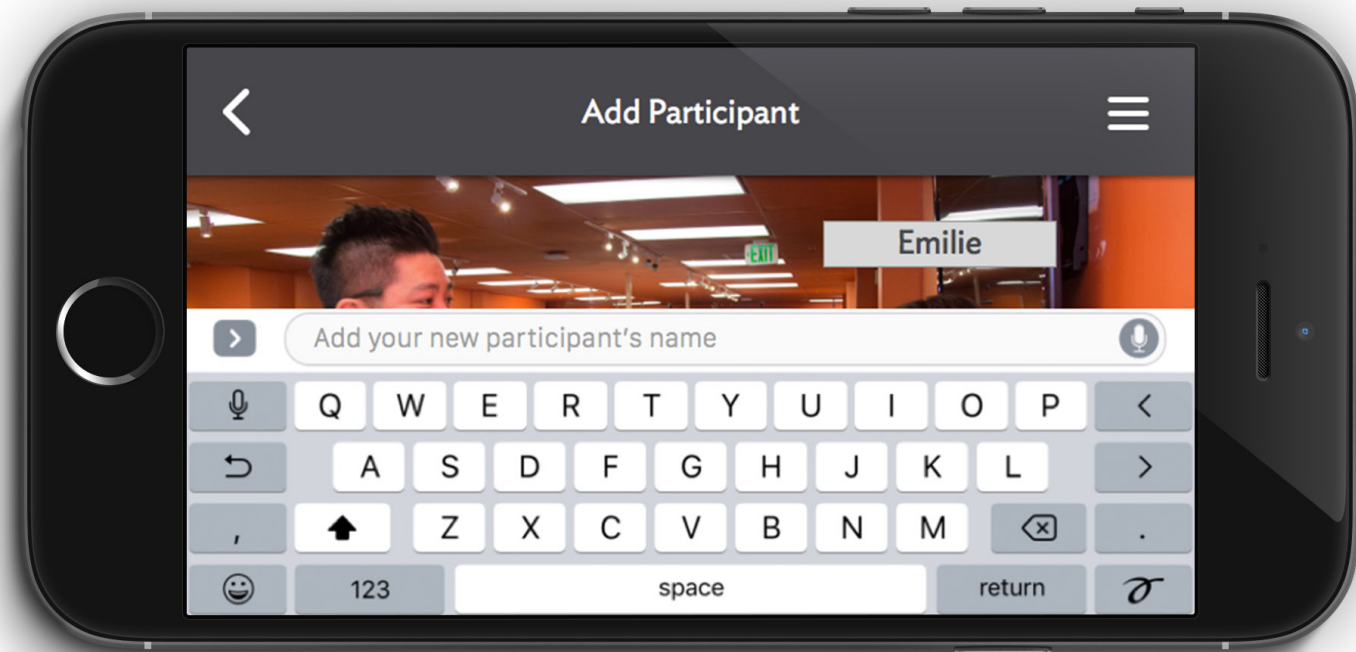 Add Participant
EXIT
Emilie
Add your new participant's name
Q W E R T Y U I O P
A S D F G H J K L
, Z X C V B N M .
123 space return